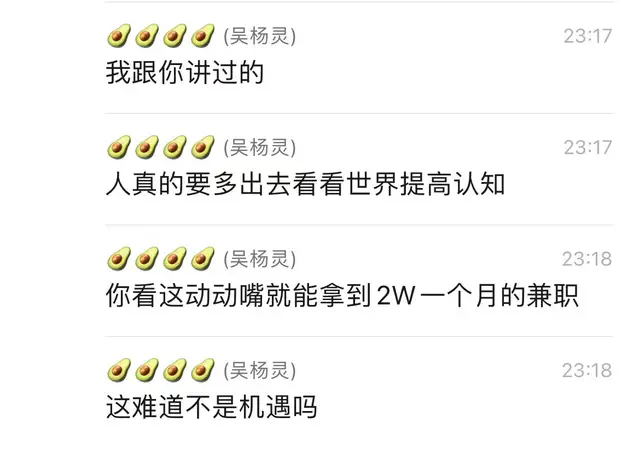 🥑🥑🥑🥑 (吴杨灵) 23:17
我跟你讲过的
🥑🥑🥑🥑 (吴杨灵) 23:17
人真的要多出去看看世界提高认知
🥑🥑🥑🥑 (吴杨灵) 23:18
你看这动动嘴就能拿到2W一个月的兼职
🥑🥑🥑🥑 (吴杨灵) 23:18
这难道不是机遇吗